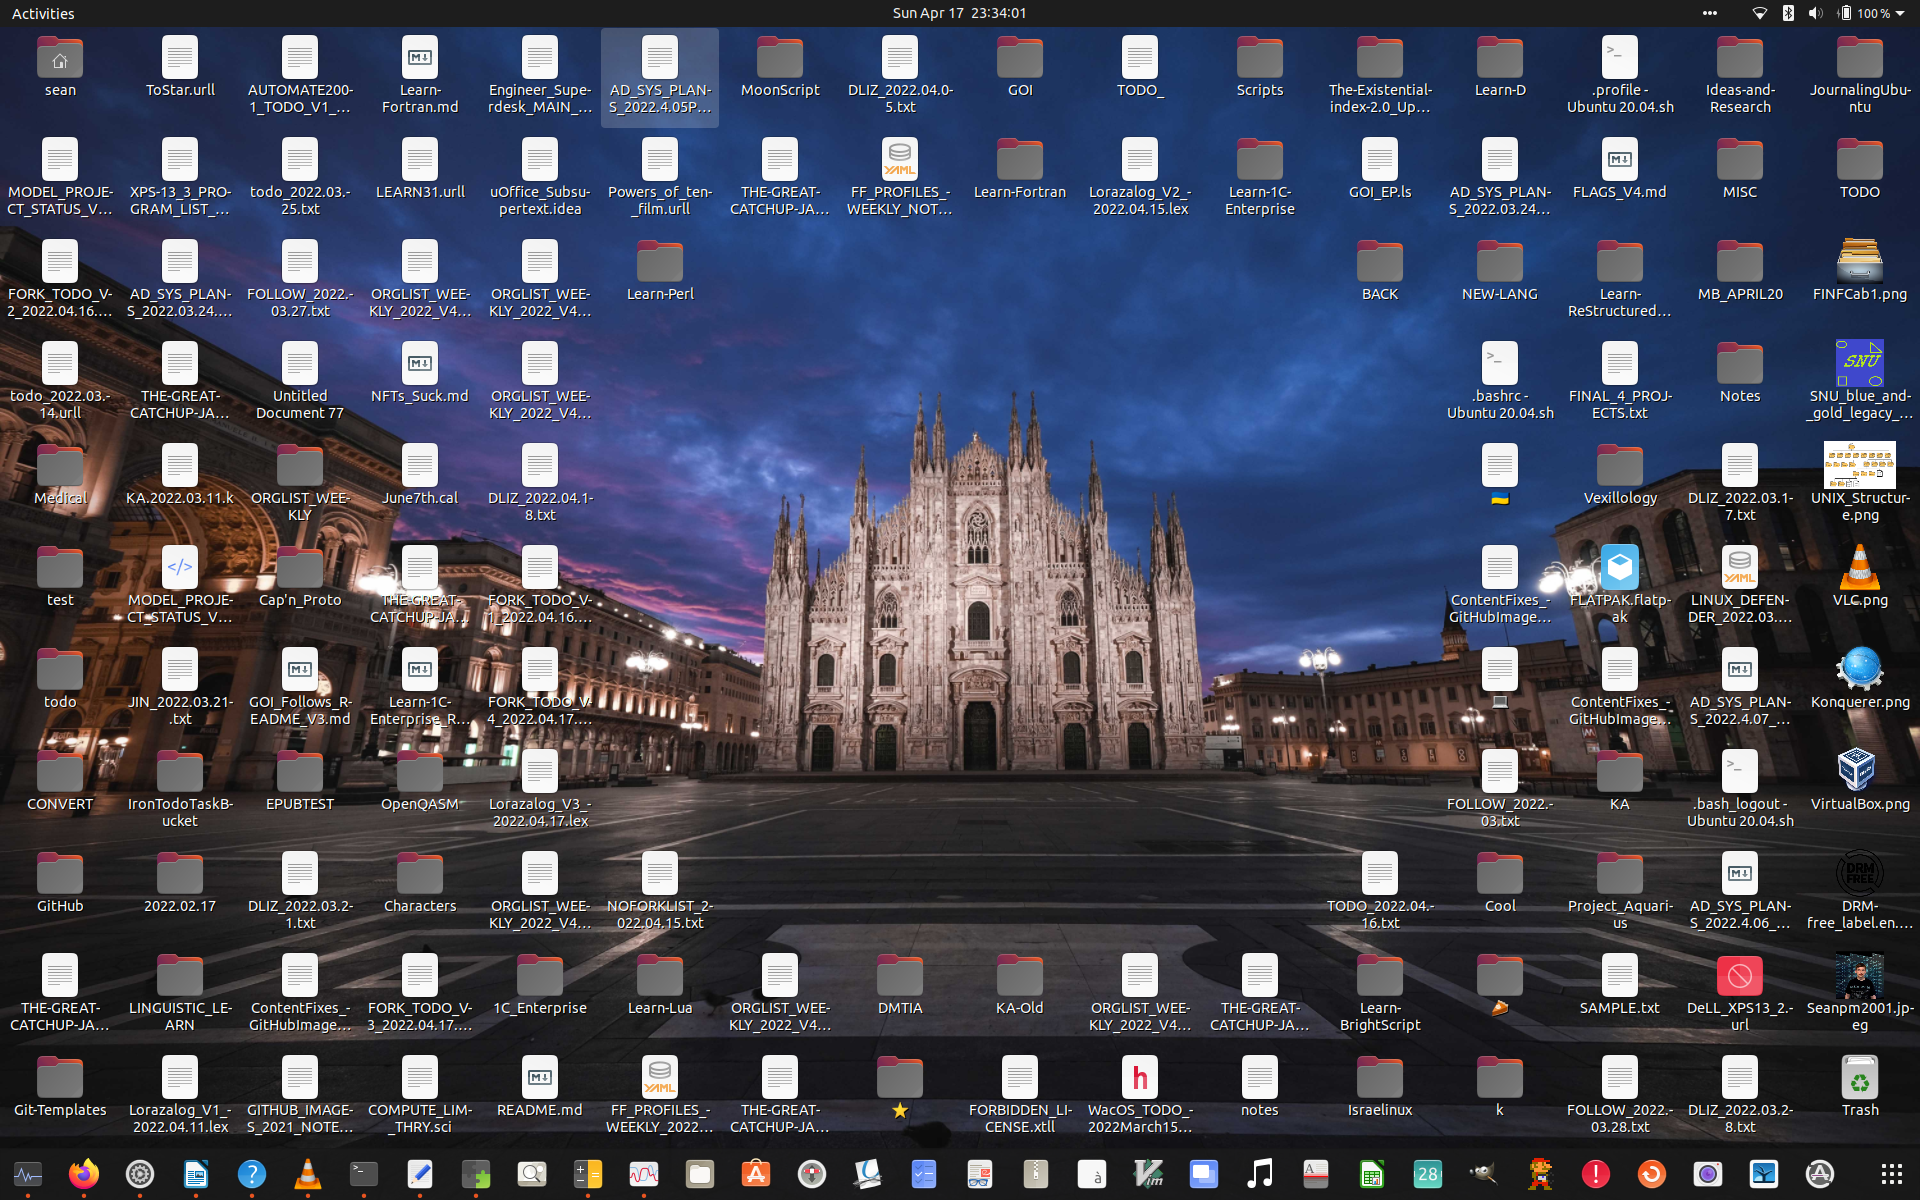 Activities
Sun Apr 17 23:34:01
100 %
sean
ToStar.urll
AUTOMATE200-
1_TODO_V1_...
Learn-
Fortran.md
Engineer_Supe-
rdesk_MAIN_...
AD_SYS_PLAN-
S_2022.4.05P...
MoonScript
DLIZ_2022.04.0-
5.txt
GOI
TODO_
Scripts
The-Existential-
index-2.0_Up...
Learn-D
.profile -
Ubuntu 20.04.sh
Ideas-and-
Research
JournalingUbu-
ntu
MODEL_PROJE-
CT_STATUS_V...
XPS-13_3_PRO-
GRAM_LIST_...
todo_2022.03.-
25.txt
LEARN31.urll
uOffice_Subsu-
pertext.idea
Powers_of_ten-
_film.urll
THE-GREAT-
CATCHUP-JA...
FF_PROFILES_-
WEEKLY_NOT...
Learn-Fortran
Lorazalog_V2_-
2022.04.15.lex
Learn-1C-
Enterprise
GOI_EP.ls
AD_SYS_PLAN-
S_2022.03.24...
FLAGS_V4.md
MISC
TODO
FORK_TODO_V-
2_2022.04.16....
AD_SYS_PLAN-
S_2022.03.24....
FOLLOW_2022.-
03.27.txt
ORGLIST_WEE-
KLY_2022_V4...
ORGLIST_WEE-
KLY_2022_V4...
Learn-Perl
BACK
NEW-LANG
Learn-
ReStructured...
MB_APRIL20
FINFCab1.png
todo_2022.03.-
14.urll
THE-GREAT-
CATCHUP-JA...
Untitled
Document 77
NFTs_Suck.md
ORGLIST_WEE-
KLY_2022_V4...
.bashrc -
Ubuntu 20.04.sh
FINAL_4_PROJ-
ECTS.txt
Notes
SNU
SNU_blue_and-
_gold_legacy_...
Medical
KA.2022.03.11.k
ORGLIST_WEE-
KLY
June7th.cal
DLIZ_2022.04.1-
8.txt
🇺🇦
Vexillology
DLIZ_2022.03.1-
7.txt
UNIX_Structur-
e.png
test
MODEL_PROJE-
CT_STATUS_V...
Cap'n_Proto
THE-GREAT-
CATCHUP-JA...
FORK_TODO_V-
1_2022.04.16....
ContentFixes_-
GitHubImage...
FLATPAK.flatp-
ak
LINUX_DEFEN-
DER_2022.03....
VLC.png
todo
JIN_2022.03.21-
.txt
GOI_Follows_R-
EADME_V3.md
Learn-1C-
Enterprise_R...
FORK_TODO_V-
4_2022.04.17....
💻
ContentFixes_-
GitHubImage...
AD_SYS_PLAN-
S_2022.4.07_...
Konquerer.png
CONVERT
IronTodoTaskB-
ucket
EPUBTEST
OpenQASM
Lorazalog_V3_-
2022.04.17.lex
FOLLOW_2022.-
03.txt
KA
.bash_logout -
Ubuntu 20.04.sh
VirtualBox.png
GitHub
2022.02.17
DLIZ_2022.03.2-
1.txt
Characters
ORGLIST_WEE-
KLY_2022_V4...
NOFORKLIST_2-
022.04.15.txt
TODO_2022.04.-
16.txt
Cool
Project_Aquari-
us
AD_SYS_PLAN-
S_2022.4.06_...
DRM
FREE
DRM-
free_label.en....
THE-GREAT-
CATCHUP-JA...
LINGUISTIC_LE-
ARN
ContentFixes_-
GitHubImage...
FORK_TODO_V-
3_2022.04.17....
1C_Enterprise
Learn-Lua
ORGLIST_WEE-
KLY_2022_V4...
DMTIA
KA-Old
ORGLIST_WEE-
KLY_2022_V4...
THE-GREAT-
CATCHUP-JA...
Learn-
BrightScript
🥧
SAMPLE.txt
DeLL_XPS13_2.-
url
Seanpm2001.jp-
eg
Git-Templates
Lorazalog_V1_-
2022.04.11.lex
GITHUB_IMAGE-
S_2021_NOTE...
COMPUTE_LIM-
_THRY.sci
README.md
FF_PROFILES_-
WEEKLY_2022...
THE-GREAT-
CATCHUP-JA...
⭐
FORBIDDEN_LI-
CENSE.xtll
WacOS_TODO_-
2022March15...
notes
Israelinux
k
FOLLOW_2022.-
03.28.txt
DLIZ_2022.03.2-
8.txt
Trash
28